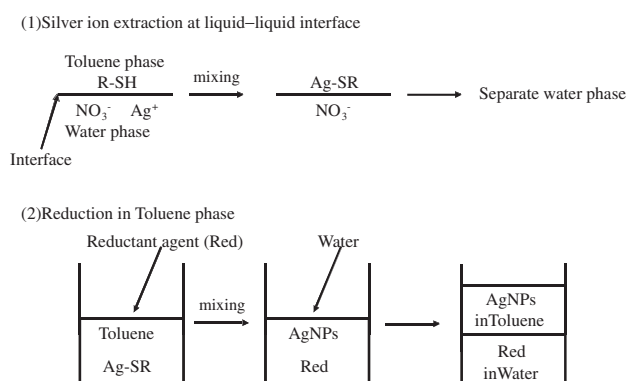 (1)Silver ion extraction at liquid–liquid interface
Toluene phase
R-SH
mixing
Ag-SR
NO₃⁻ Ag⁺
NO₃⁻
Separate water phase
Water phase
Interface
(2)Reduction in Toluene phase
Reductant agent (Red)
Water
mixing
Toluene
Ag-SR
AgNPs
Red
AgNPs
inToluene
Red
inWater